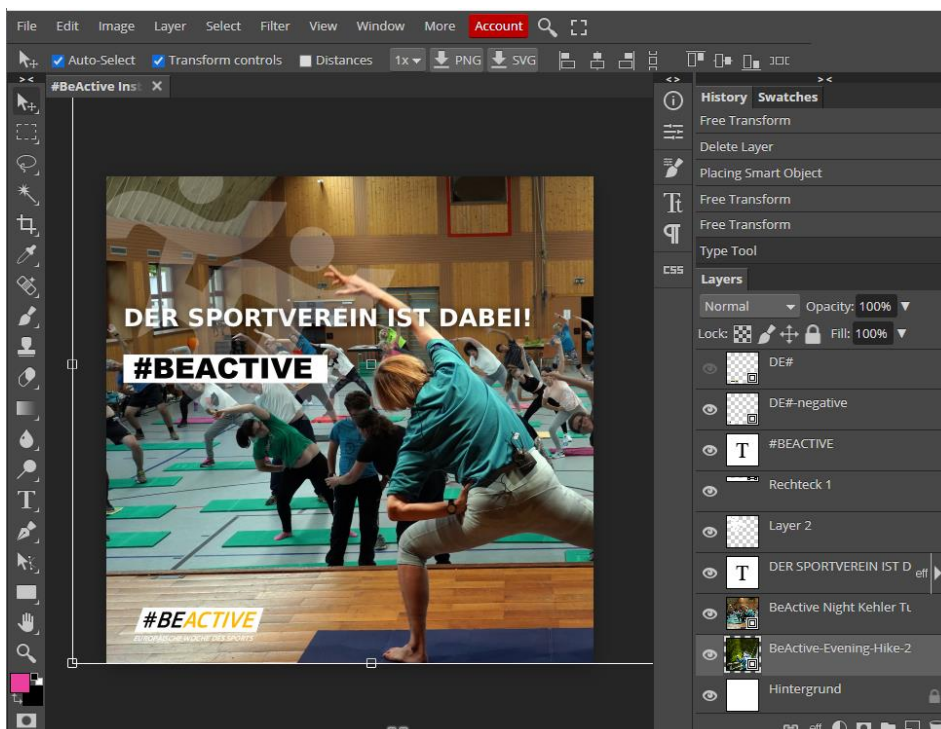 File Edit Image Layer Select Filter View Window More Account
Auto-Select Transform controls Distances 1x PNG SVG
#BeActive Inst
History Swatches
Free Transform
Delete Layer
Placing Smart Object
Free Transform
Free Transform
Type Tool
Layers
Normal Opacity: 100%
Lock: Fill: 100%
DE#
DE#-negative
#BEACTIVE
Rechteck 1
Layer 2
DER SPORTVEREIN IST D eff
BeActive Night Kehler Tu
BeActive-Evening-Hike-2
Hintergrund
eff
CSS
DER SPORTVEREIN IST DABEI!
#BEACTIVE
#BEACTIVE
EUROPÄISCHE WOCHE DES SPORTS